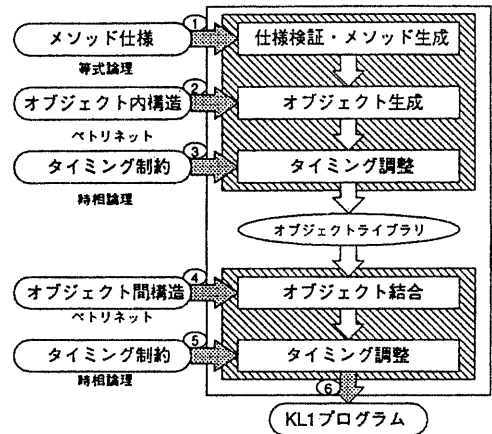 ①
メソッド仕様
仕様検証・メソッド生成
等式論理
②
オブジェクト内構造
オブジェクト生成
ペトリネット
③
タイミング制約
タイミング調整
時相論理
オブジェクトライブラリ
④
オブジェクト間構造
オブジェクト結合
ペトリネット
⑤
タイミング制約
タイミング調整
時相論理
⑥
KL1プログラム